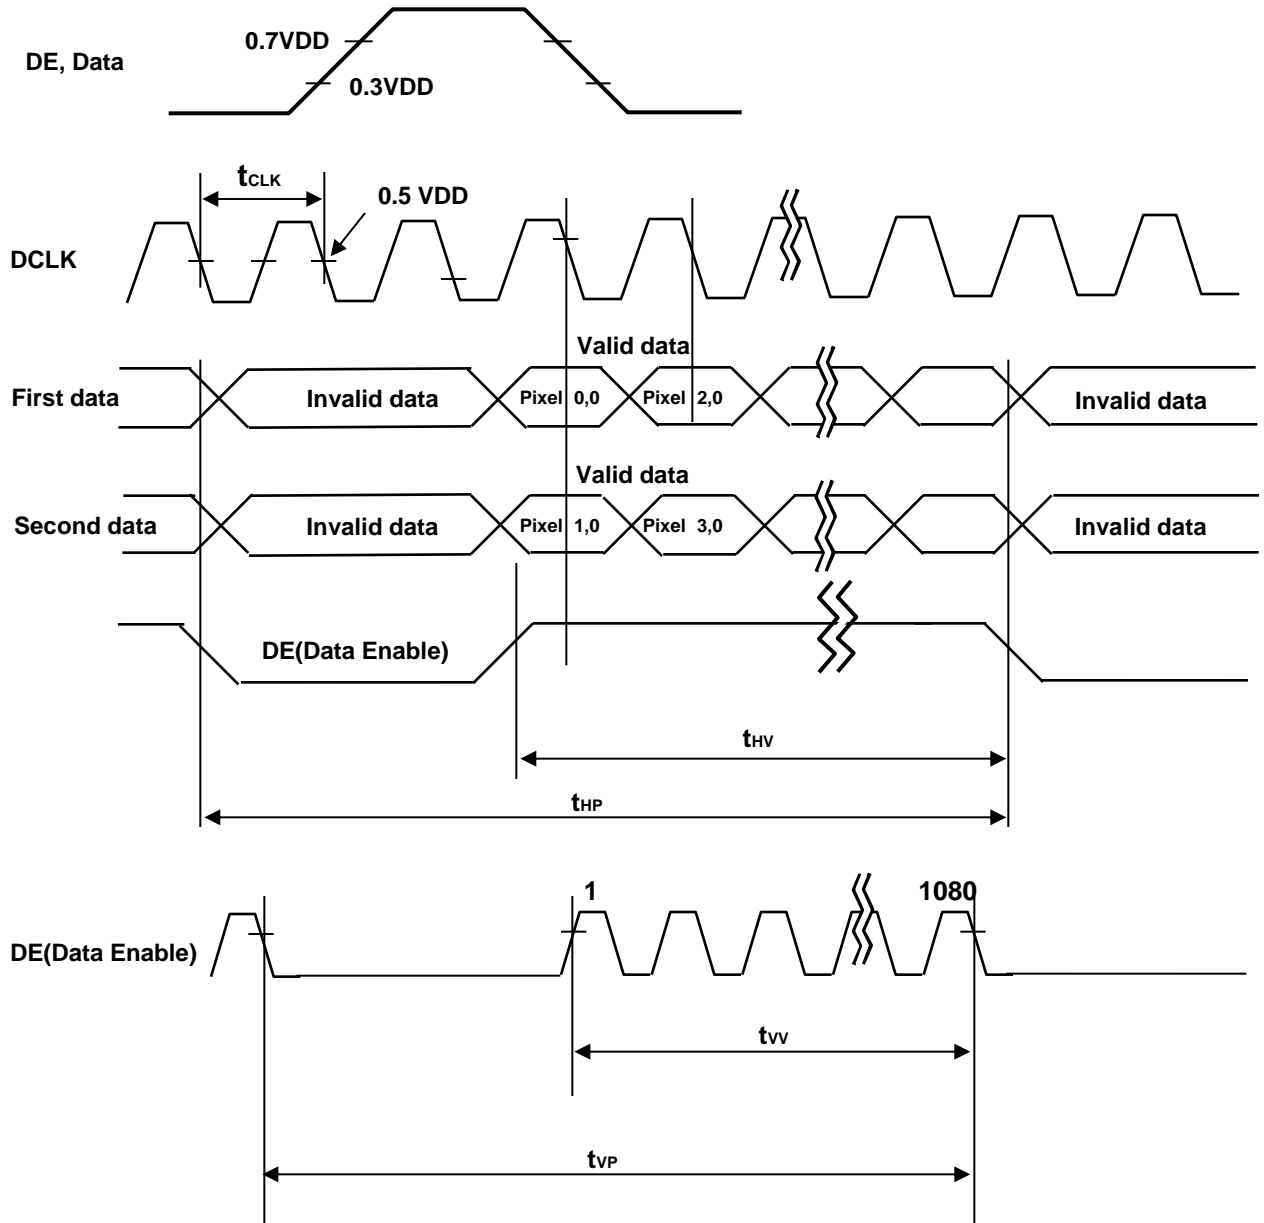 0.7VDD
DE, Data
0.3VDD
tCLK
0.5 VDD
DCLK
Valid data
First data
Invalid data
Pixel 0,0
Pixel 2,0
Invalid data
Valid data
Second data
Invalid data
Pixel 1,0
Pixel 3,0
Invalid data
DE(Data Enable)
tHV
tHP
1
1080
DE(Data Enable)
tVV
tVP